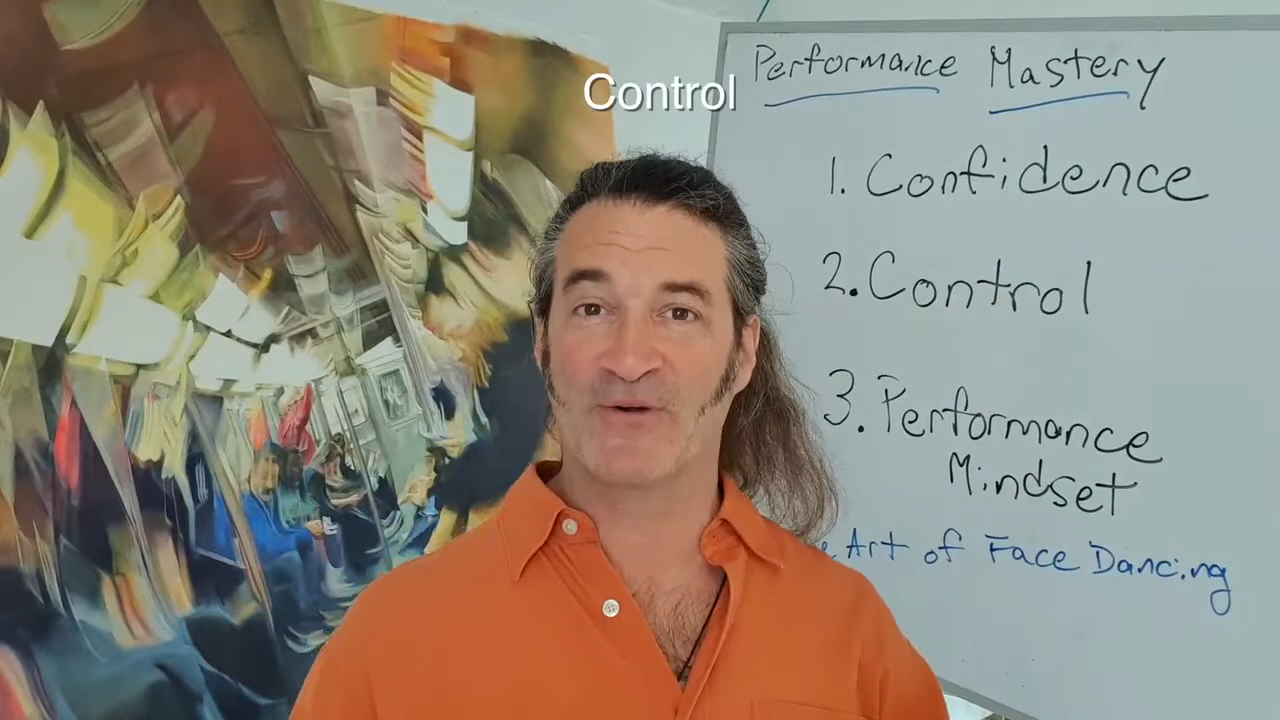 Control
Performance Mastery
1. Confidence
2. Control
3. Performance
Mindset
Art of Face Dancing